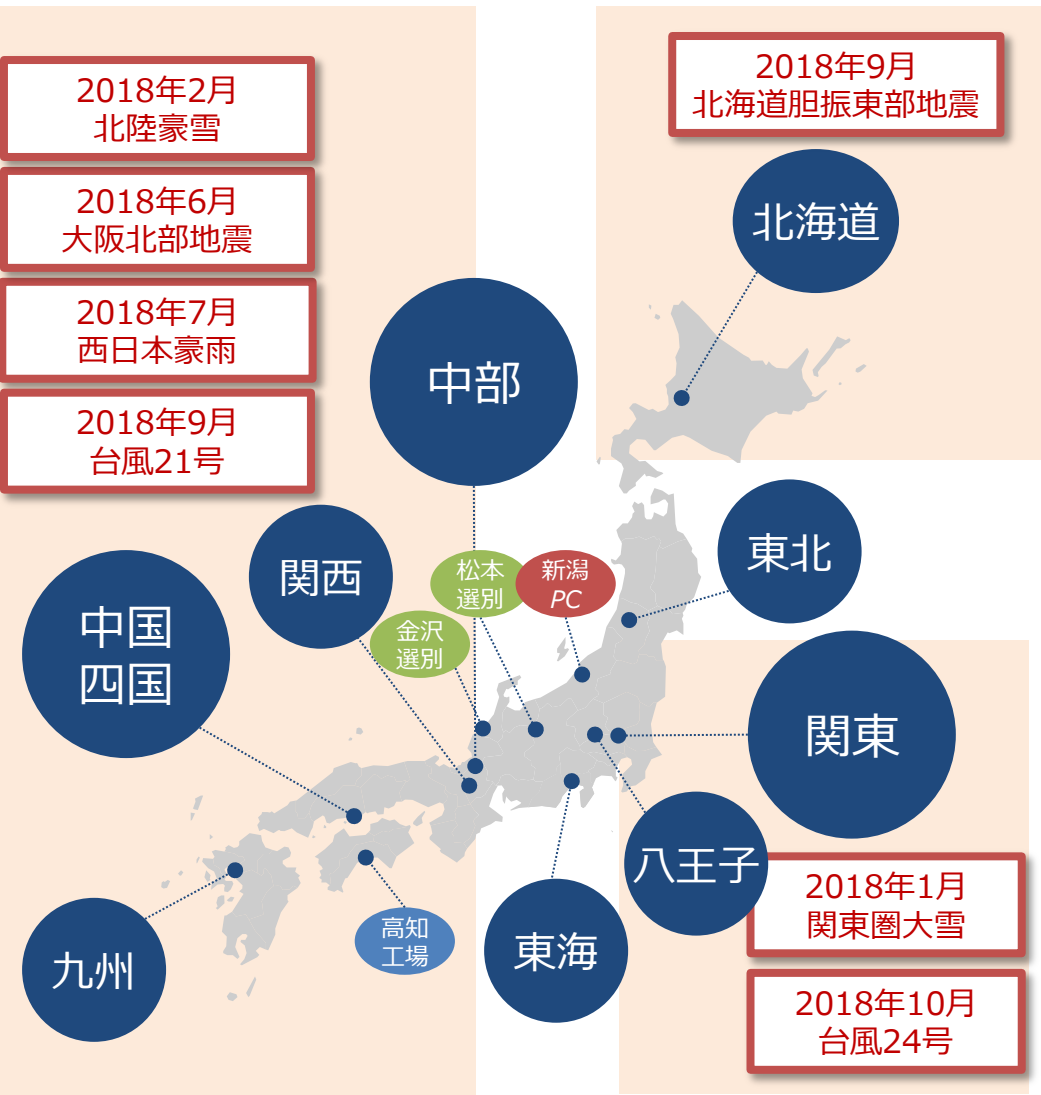 2018年2月
北陸豪雪
2018年6月
大阪北部地震
2018年7月
西日本豪雨
2018年9月
台風21号
2018年9月
北海道胆振東部地震
北海道
中部
関西
松本
選別
新潟
PC
東北
金沢
選別
中国
四国
関東
八王子
高知
工場
東海
九州
2018年1月
関東圏大雪
2018年10月
台風24号